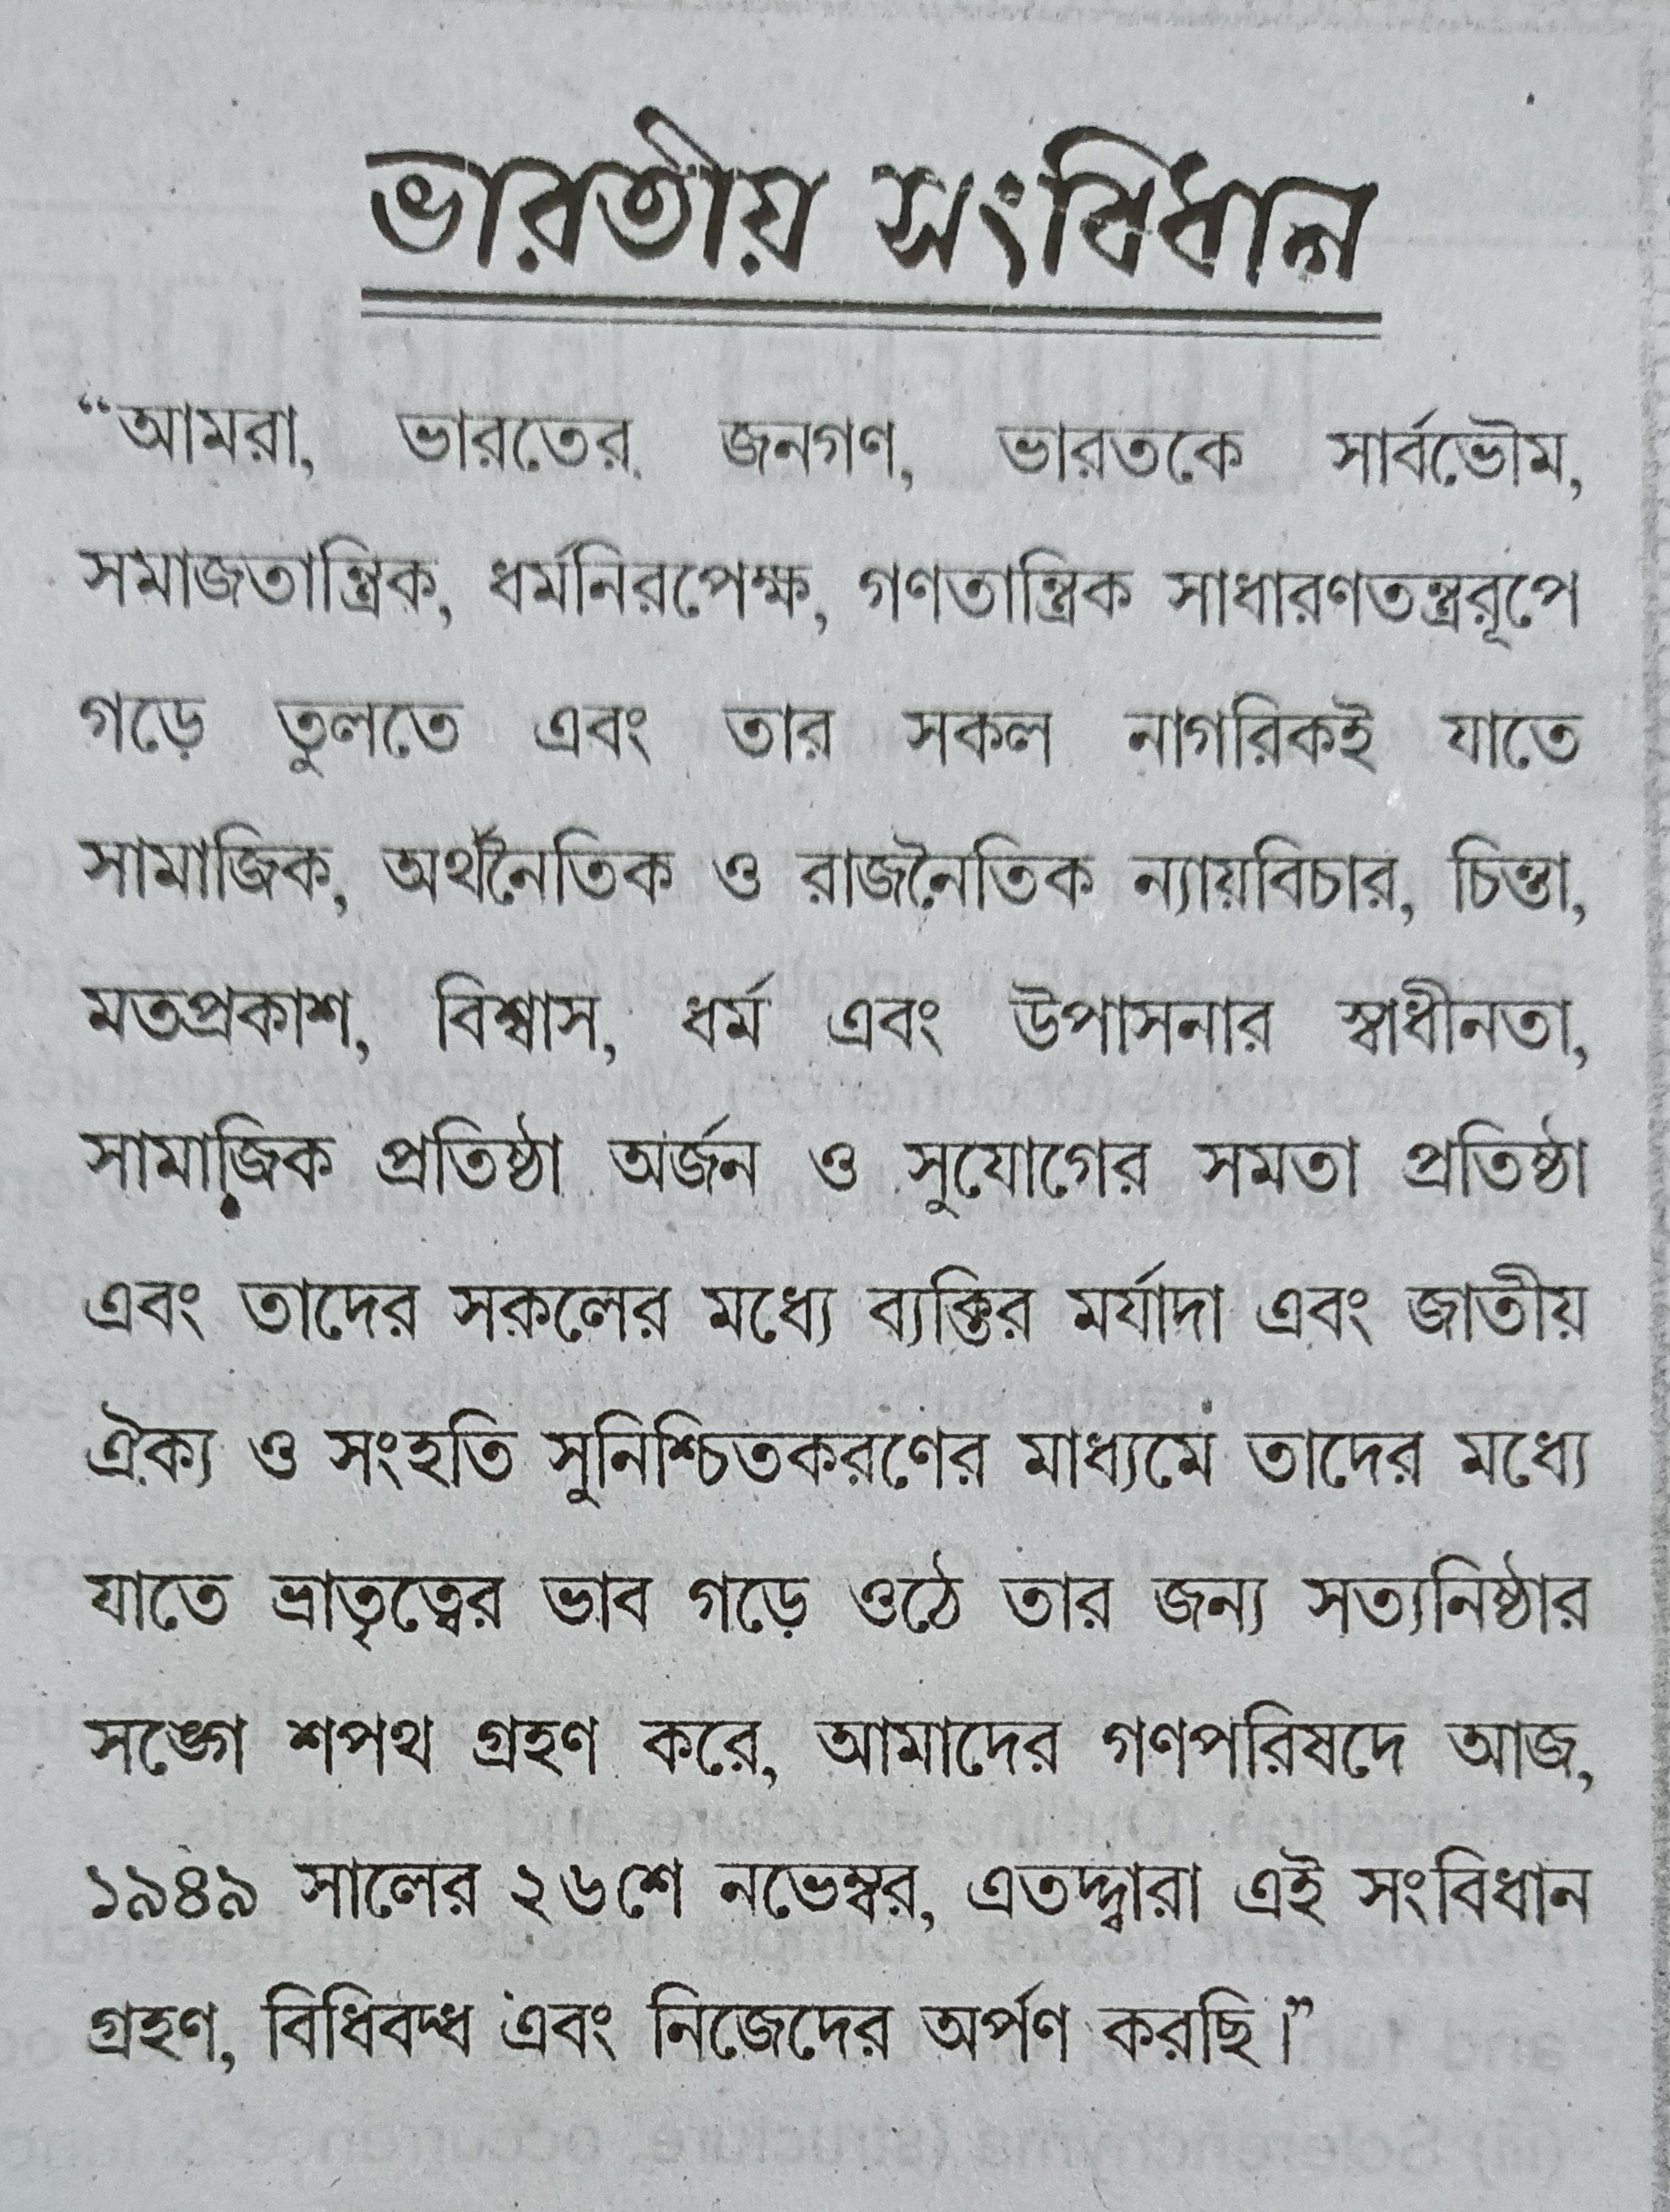 ভারতীয় সংবিধান
“আমরা, ভারতের জনগণ, ভারতকে সার্বভৌম,
সমাজতান্ত্রিক, ধর্মনিরপেক্ষ, গণতান্ত্রিক সাধারণতন্ত্ররূপে
গড়ে তুলতে এবং তার সকল নাগরিকই যাতে
সামাজিক, অর্থনৈতিক ও রাজনৈতিক ন্যায়বিচার, চিন্তা,
মতপ্রকাশ, বিশ্বাস, ধর্ম এবং উপাসনার স্বাধীনতা,
সামাজিক প্রতিষ্ঠা অর্জন ও সুযোগের সমতা প্রতিষ্ঠা
এবং তাদের সকলের মধ্যে ব্যক্তির মর্যাদা এবং জাতীয়
ঐক্য ও সংহতি সুনিশ্চিতকরণের মাধ্যমে তাদের মধ্যে
যাতে ভ্রাতৃত্বের ভাব গড়ে ওঠে তার জন্য সত্যনিষ্ঠার
সঙ্গে শপথ গ্রহণ করে, আমাদের গণপরিষদে আজ,
১৯৪৯ সালের ২৬শে নভেম্বর, এতদ্দ্বারা এই সংবিধান
গ্রহণ, বিধিবদ্ধ এবং নিজেদের অর্পণ করছি।”